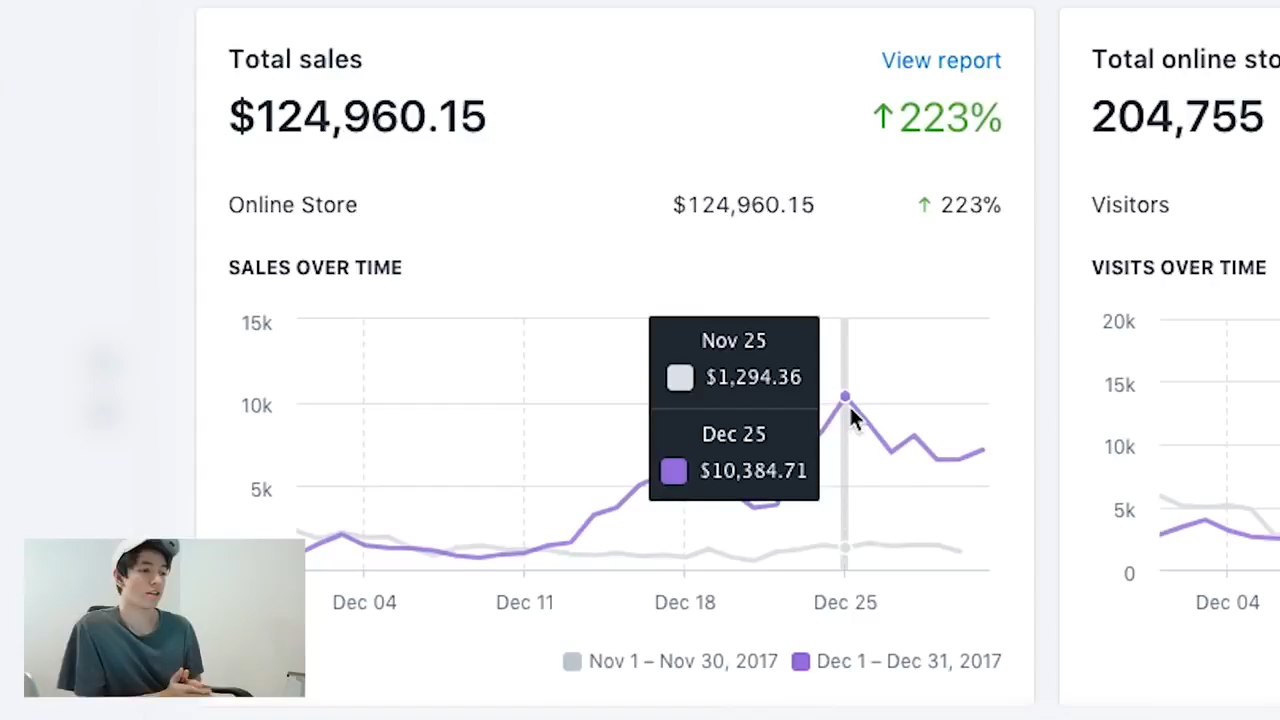 Total sales
View report
$124,960.15
↑223%
Online Store
$124,960.15
↑ 223%
SALES OVER TIME
15k
10k
5k
Nov 25
$1,294.36
Dec 25
$10,384.71
Dec 04
Dec 11
Dec 18
Dec 25
Nov 1 – Nov 30, 2017
Dec 1 – Dec 31, 2017
Total online sto
204,755
Visitors
VISITS OVER TIME
20k
15k
10k
5k
0
Dec 04